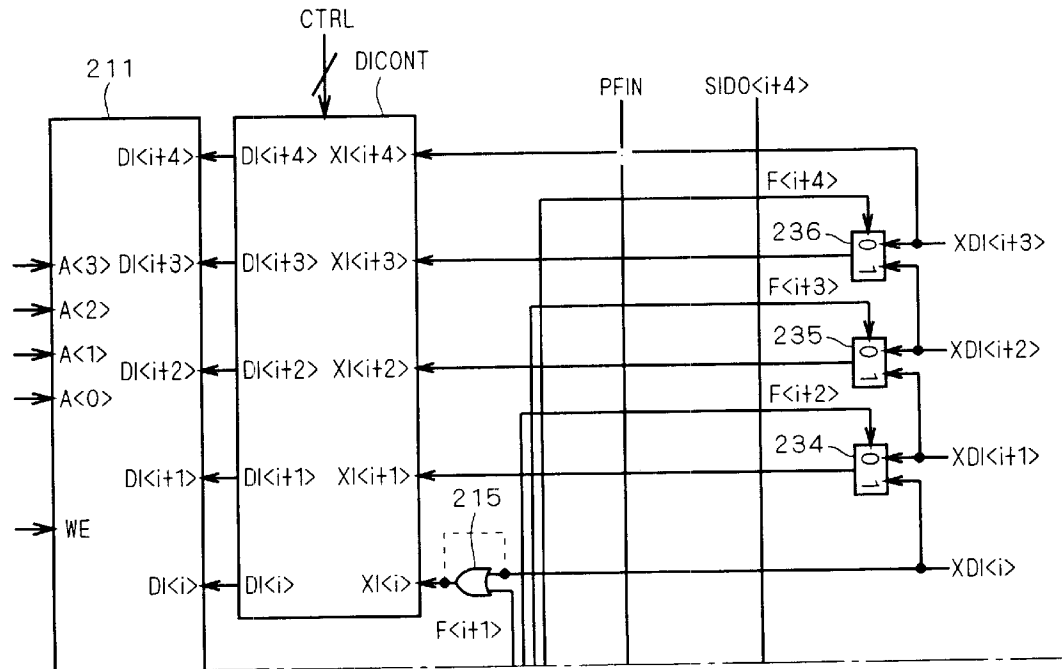 CTRL
211
DICONT
PFIN SIDO<i+4>
DI<i+4> DI<i+4> XI<i+4>
F<i+4>
236
0
1
XDI<i+3>
A<3> DI<i+3> DI<i+3> XI<i+3>
F<i+3>
A<2>
235
0
1
XDI<i+2>
A<1>
DI<i+2> DI<i+2> XI<i+2>
A<0>
F<i+2>
234
0
1
XDI<i+1>
DI<i+1> DI<i+1> XI<i+1>
215
WE
DI<i> DI<i> XI<i>
XDI<i>
F<i+1>